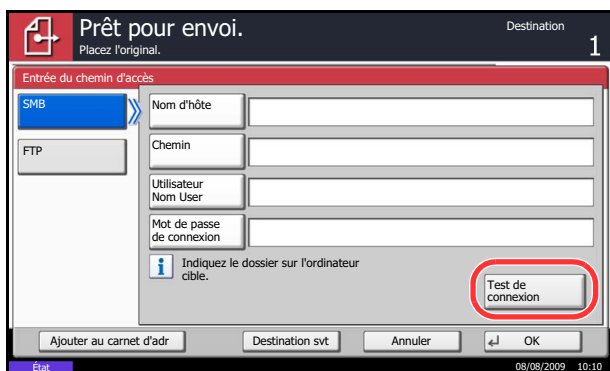 Prêt pour envoi.
Placez l'original.
Destination
1
Entrée du chemin d'accès
SMB
FTP
Nom d'hôte
Chemin
Utilisateur
Nom User
Mot de passe
de connexion
i
Indiquez le dossier sur l'ordinateur
cible.
Test de
connexion
Ajouter au carnet d'adr
Destination svt
Annuler
OK
État
08/08/2009 10:10